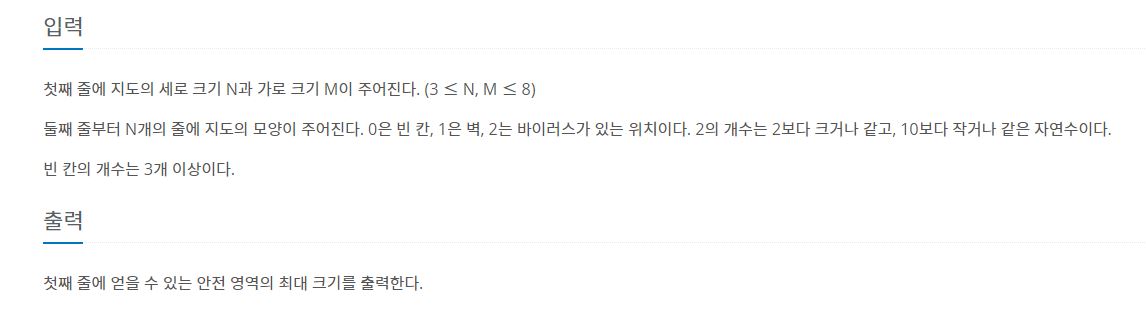 입력
첫째 줄에 지도의 세로 크기 N과 가로 크기 M이 주어진다. (3 ≤ N, M ≤ 8)
둘째 줄부터 N개의 줄에 지도의 모양이 주어진다. 0은 빈 칸, 1은 벽, 2는 바이러스가 있는 위치이다. 2의 개수는 2보다 크거나 같고, 10보다 작거나 같은 자연수이다.
빈 칸의 개수는 3개 이상이다.
출력
첫째 줄에 얻을 수 있는 안전 영역의 최대 크기를 출력한다.